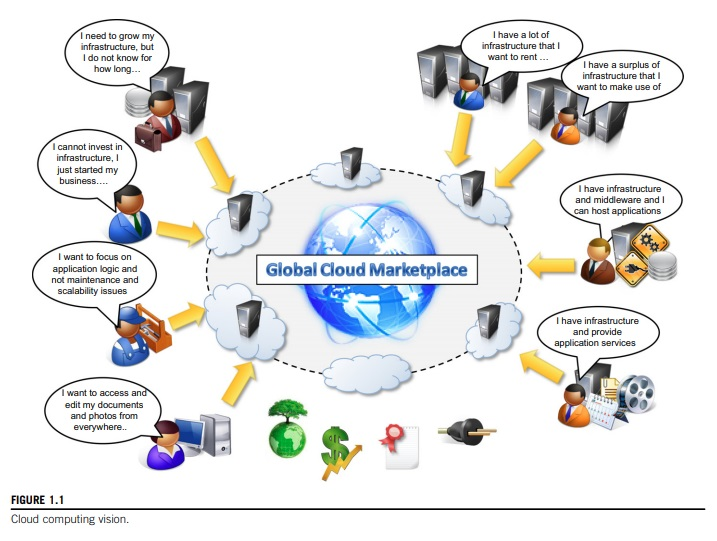 I need to grow my
infrastructure, but
I do not know for
how long…
I have a lot of
infrastructure that I
want to rent …
I have a surplus of
infrastructure that I
want to make use of
I cannot invest in
infrastructure, I
just started my
business….
I have infrastructure
and middleware and I
can host applications
I want to focus on
application logic and
not maintenance and
scalability issues
Global Cloud Marketplace
I have infrastructure
and provide
application services
I want to access and
edit my documents
and photos from
everywhere..
$
FIGURE 1.1
Cloud computing vision.